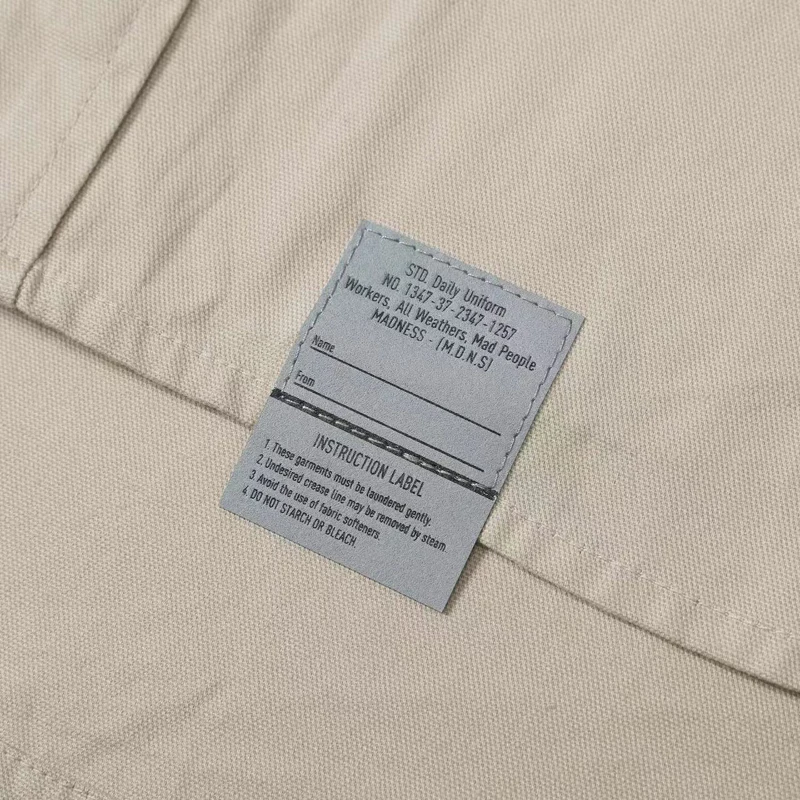 STD. Daily Uniform
NO. 1347-37-2347-1257
Workers, All Weathers, Mad People
MADNESS - [M.D.N.S]
Name
From
INSTRUCTION LABEL
1. These garments must be laundered gently.
2. Undesired crease line may be removed by steam.
3. Avoid the use of fabric softeners.
4. DO NOT STARCH OR BLEACH.